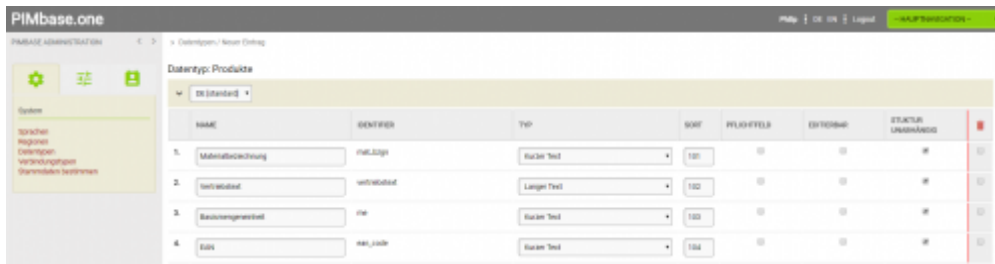 PIMbase.one
Philip DE EN Logout - HAUPTNAVIGATION -
PIMBASE ADMINISTRATION < > > Datentypen / Neuer Eintrag
Datentyp: Produkte
DE (standard)
System
Sprachen
Regionen
Datentypen
Verbindungstypen
Stammdaten bestimmen
NAME IDENTIFIER TYP SORT PFLICHTFELD EDITIERBAR STUKTUR UNABHÄNGIG
1. Materialbezeichnung Kurzer Text 101
2. Vertriebstext vertriebstext Langer Text 102
3. Basismengeneinheit me Kurzer Text 103
4. EAN ean_code Kurzer Text 104